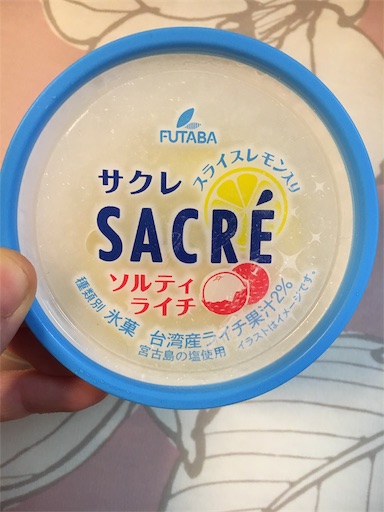 FUTABA
スライスレモン入り
サクレ
SACRÉ
ソルティ
ライチ
種類別 氷菓 台湾産ライチ果汁2%
宮古島の塩使用
イラストはイメージです。